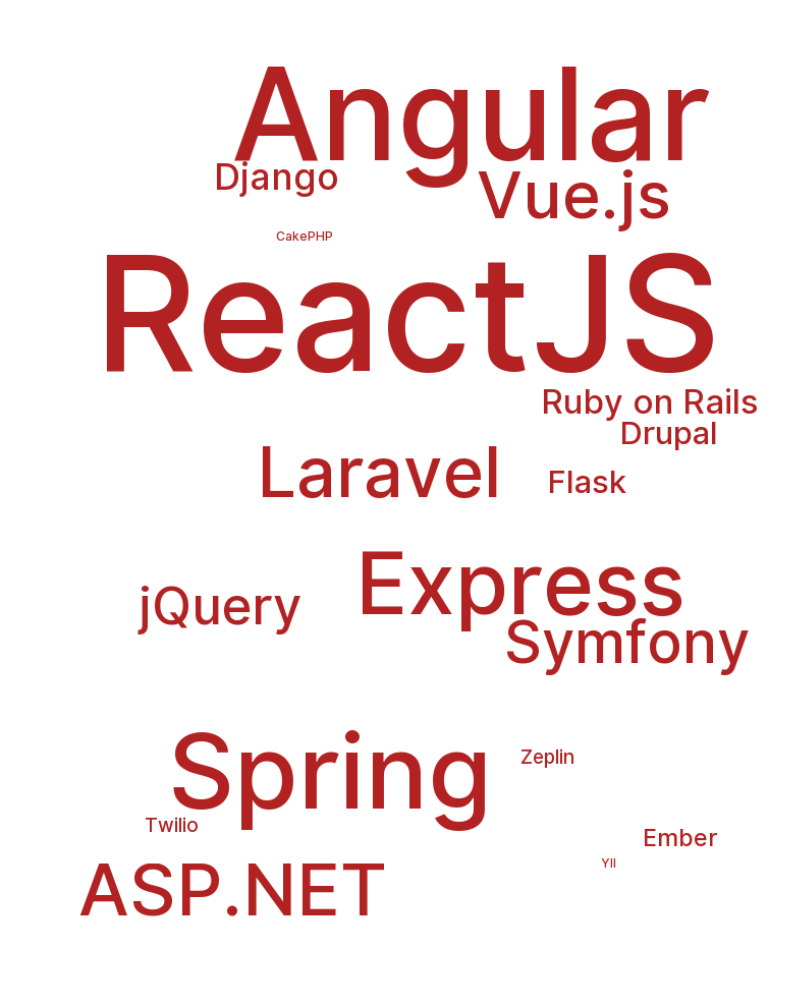 Angular
Django
Vue.js
CakePHP
ReactJS
Ruby on Rails
Drupal
Laravel
Flask
Express
jQuery
Symfony
Spring
Zeplin
Twilio
Ember
YII
ASP.NET